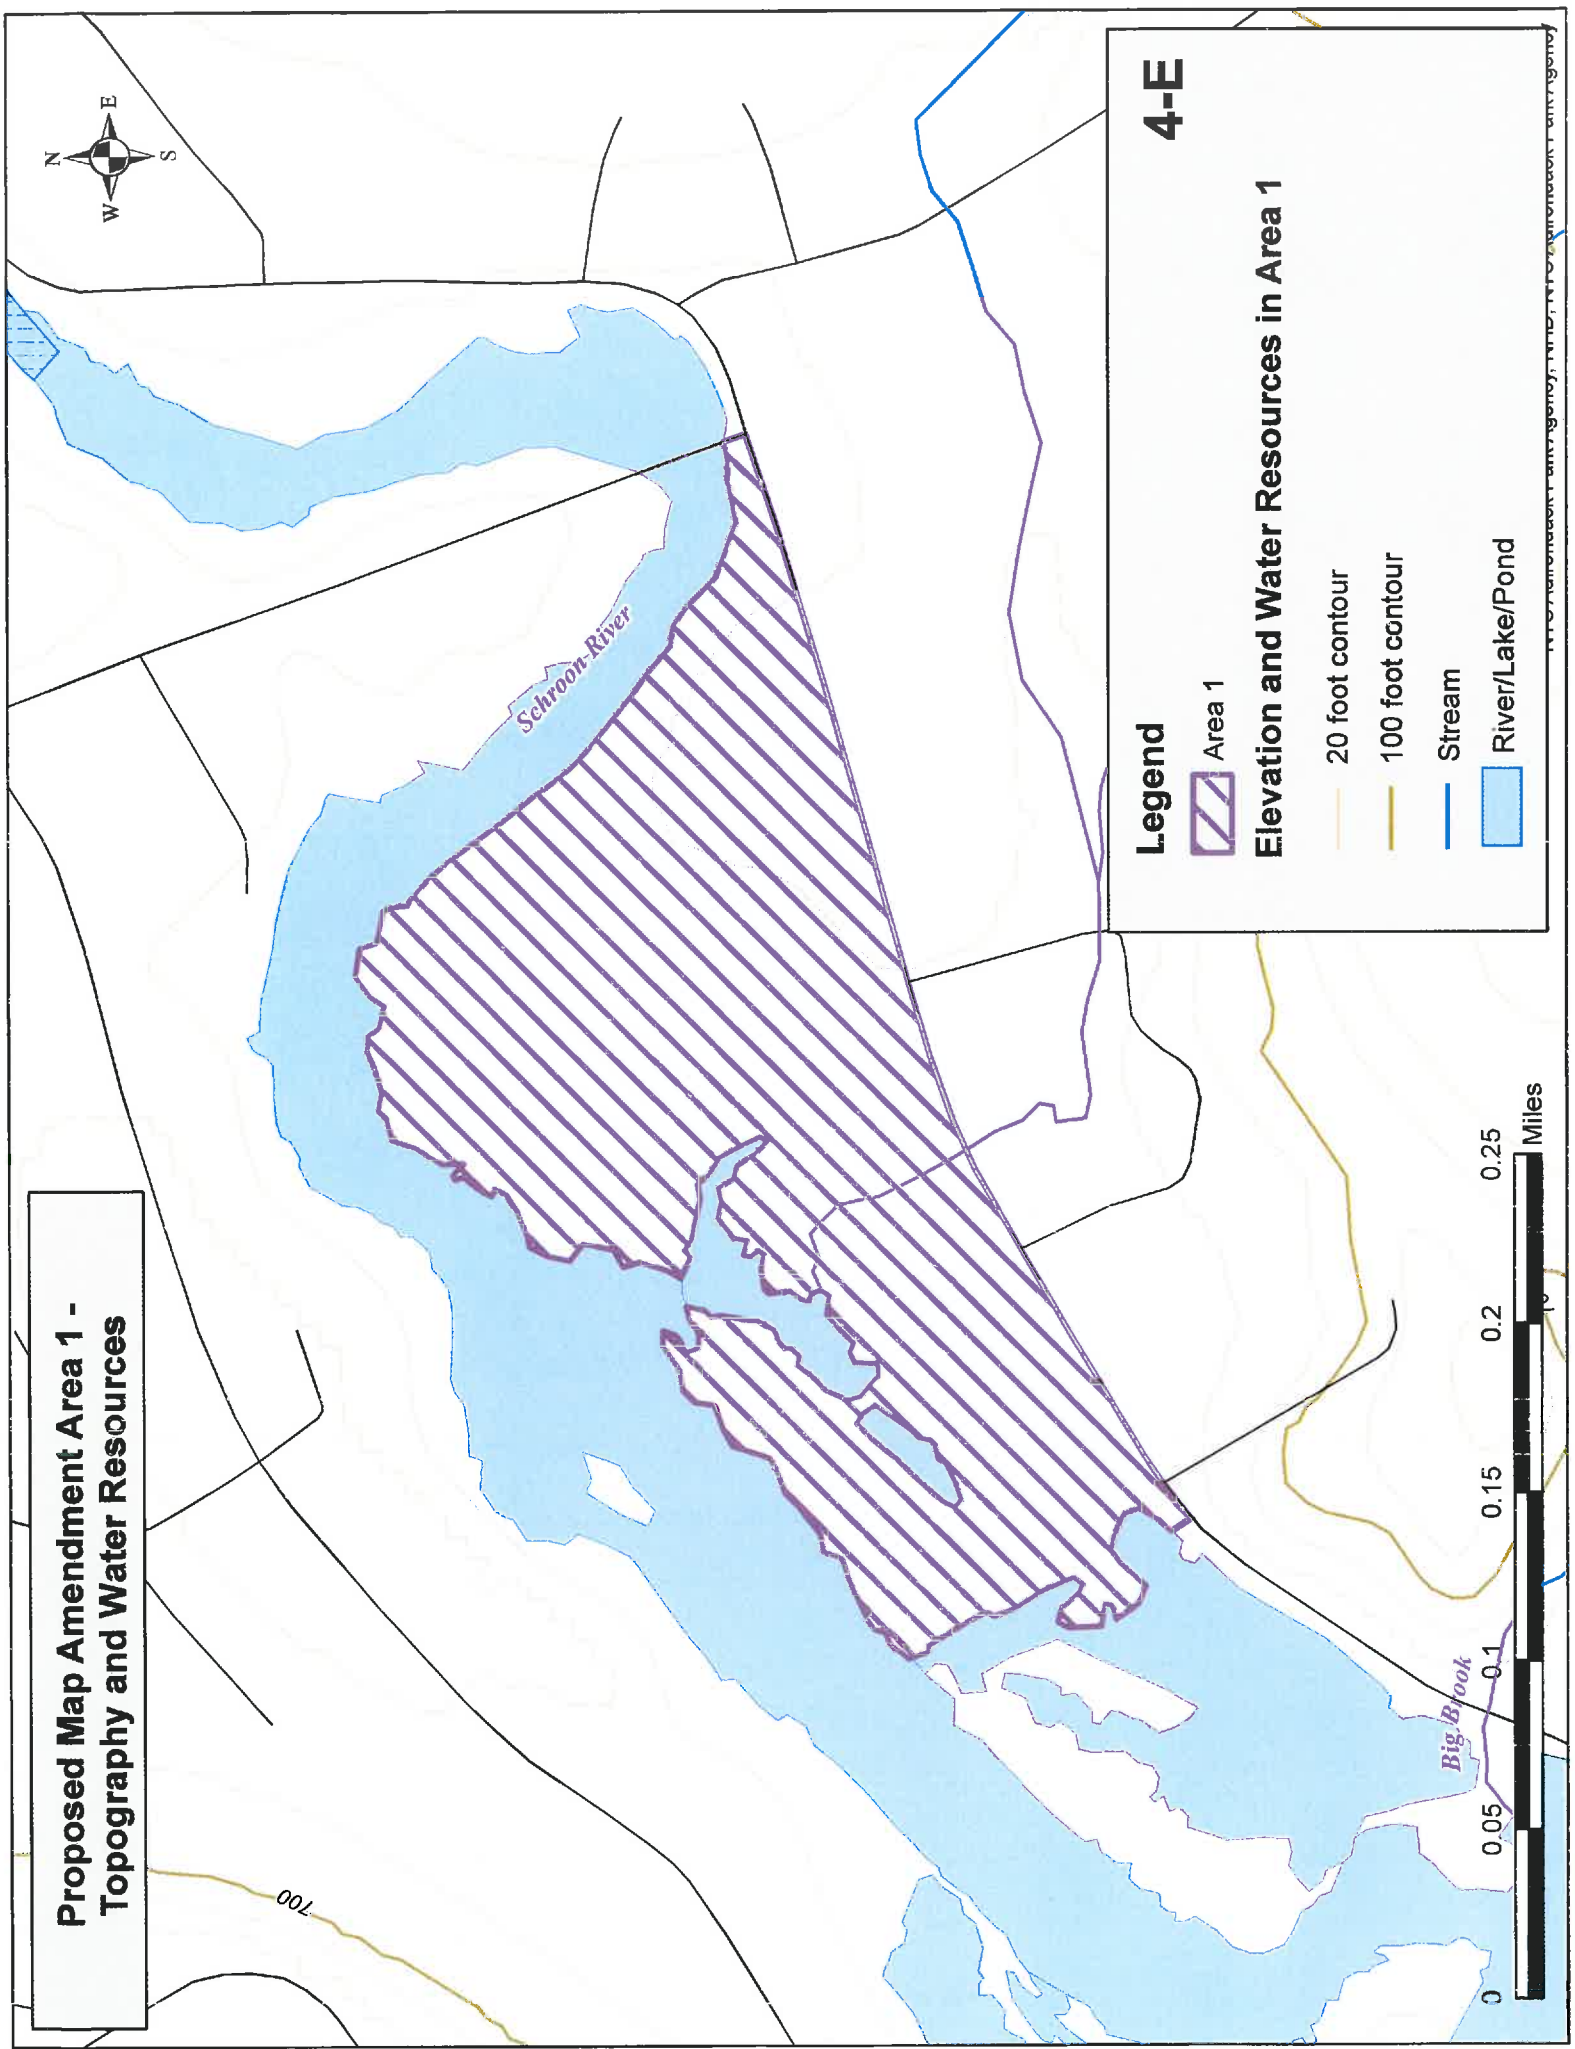 Proposed Map Amendment Area 1 -
Topography and Water Resources
N
W E
S
700
Schroon River
Big Brook
4-E
Legend
Area 1
Elevation and Water Resources in Area 1
20 foot contour
100 foot contour
Stream
River/Lake/Pond
0 0.05 0.1 0.15 0.2 0.25
Miles